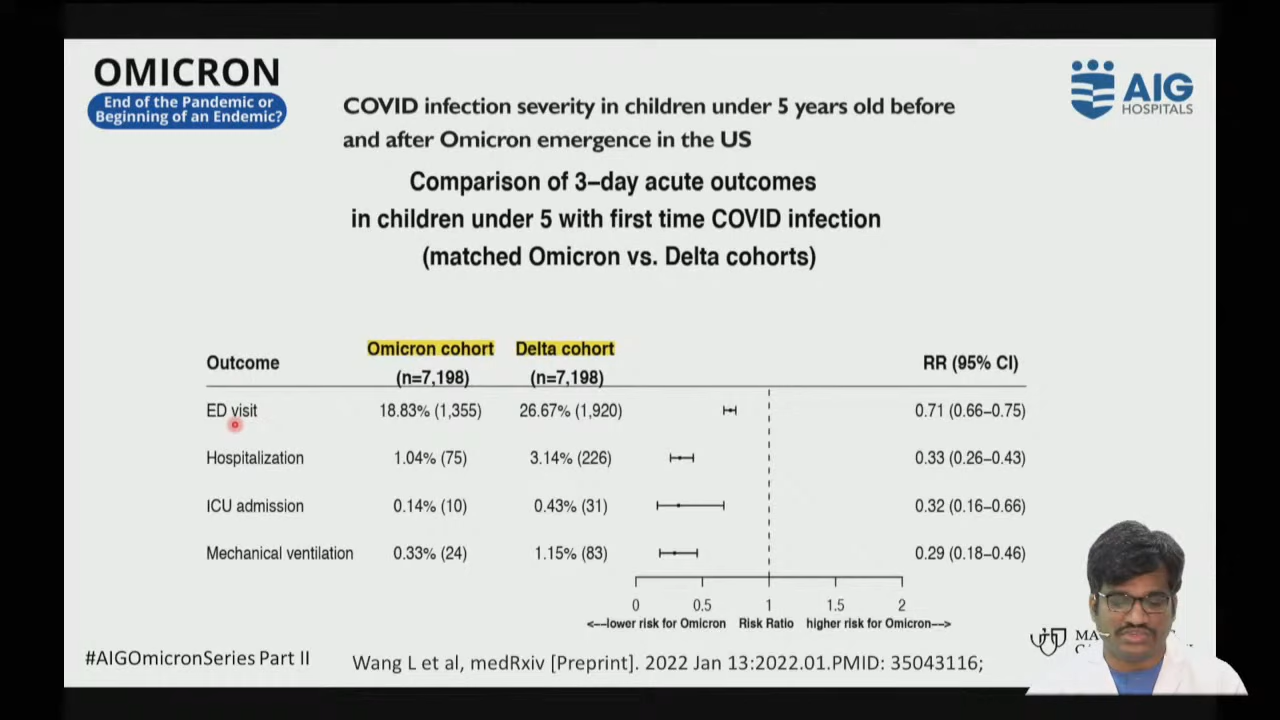 OMICRON
End of the Pandemic or
Beginning of an Endemic?
AIG
HOSPITALS
COVID infection severity in children under 5 years old before
and after Omicron emergence in the US
Comparison of 3–day acute outcomes
in children under 5 with first time COVID infection
(matched Omicron vs. Delta cohorts)
Outcome Omicron cohort Delta cohort RR (95% CI)
(n=7,198) (n=7,198)
ED visit 18.83% (1,355) 26.67% (1,920) 0.71 (0.66–0.75)
Hospitalization 1.04% (75) 3.14% (226) 0.33 (0.26–0.43)
ICU admission 0.14% (10) 0.43% (31) 0.32 (0.16–0.66)
Mechanical ventilation 0.33% (24) 1.15% (83) 0.29 (0.18–0.46)
0 0.5 1 1.5 2
<––lower risk for Omicron Risk Ratio higher risk for Omicron––>
#AIGOmicronSeries Part II
Wang L et al, medRxiv [Preprint]. 2022 Jan 13:2022.01.PMID: 35043116;